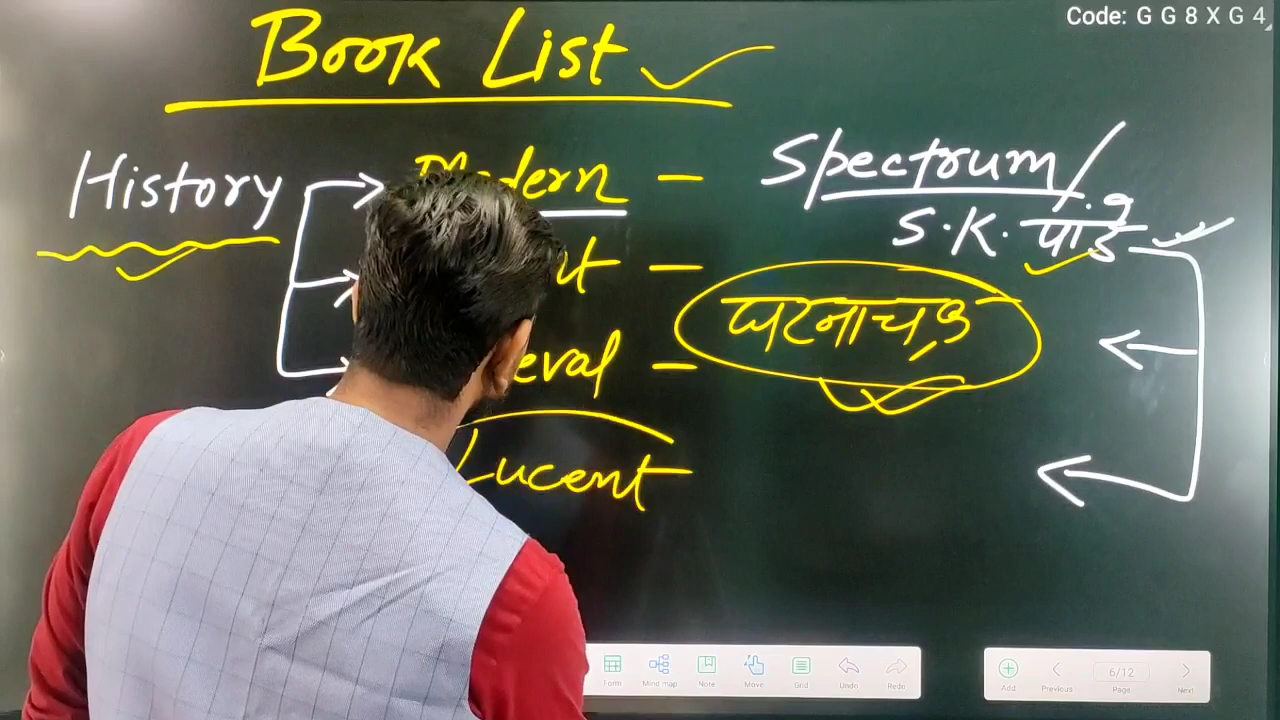 Code: G G 8 X G 4
Book List
History
Modern - Spectrum/
S.K. पांडे
घटनाचक्र
Lucent
Form Mind map Note Move Grid Undo Redo
Add Previous 6/12 Page Next